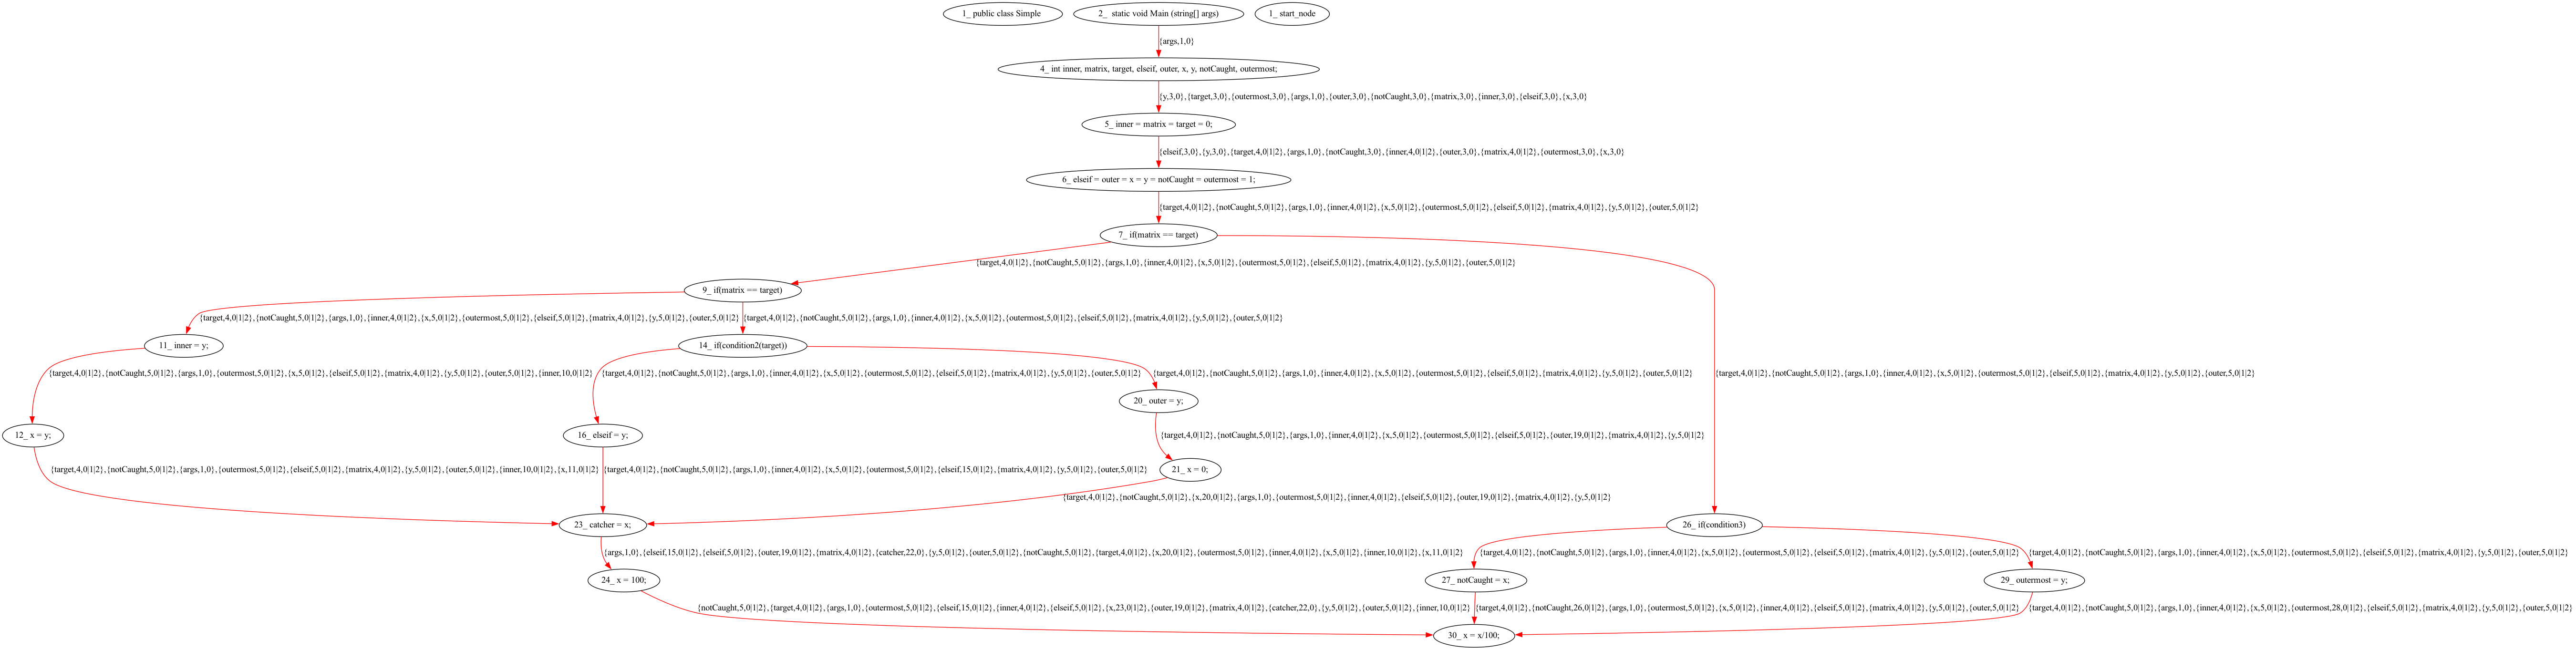 1_ public class Simple
2_  static void Main (string[] args)
1_ start_node
{args,1,0}
4_ int inner, matrix, target, elseif, outer, x, y, notCaught, outermost;
{y,3,0},{target,3,0},{outermost,3,0},{args,1,0},{outer,3,0},{notCaught,3,0},{matrix,3,0},{inner,3,0},{elseif,3,0},{x,3,0}
5_ inner = matrix = target = 0;
{elseif,3,0},{y,3,0},{target,4,0|1|2},{args,1,0},{notCaught,3,0},{inner,4,0|1|2},{outer,3,0},{matrix,4,0|1|2},{outermost,3,0},{x,3,0}
6_ elseif = outer = x = y = notCaught = outermost = 1;
{target,4,0|1|2},{notCaught,5,0|1|2},{args,1,0},{inner,4,0|1|2},{x,5,0|1|2},{outermost,5,0|1|2},{elseif,5,0|1|2},{matrix,4,0|1|2},{y,5,0|1|2},{outer,5,0|1|2}
7_ if(matrix == target)
{target,4,0|1|2},{notCaught,5,0|1|2},{args,1,0},{inner,4,0|1|2},{x,5,0|1|2},{outermost,5,0|1|2},{elseif,5,0|1|2},{matrix,4,0|1|2},{y,5,0|1|2},{outer,5,0|1|2}
9_ if(matrix == target)
{target,4,0|1|2},{notCaught,5,0|1|2},{args,1,0},{inner,4,0|1|2},{x,5,0|1|2},{outermost,5,0|1|2},{elseif,5,0|1|2},{matrix,4,0|1|2},{y,5,0|1|2},{outer,5,0|1|2}
{target,4,0|1|2},{notCaught,5,0|1|2},{args,1,0},{inner,4,0|1|2},{x,5,0|1|2},{outermost,5,0|1|2},{elseif,5,0|1|2},{matrix,4,0|1|2},{y,5,0|1|2},{outer,5,0|1|2}
11_ inner = y;
14_ if(condition2(target))
{target,4,0|1|2},{notCaught,5,0|1|2},{args,1,0},{outermost,5,0|1|2},{x,5,0|1|2},{elseif,5,0|1|2},{matrix,4,0|1|2},{y,5,0|1|2},{outer,5,0|1|2},{inner,10,0|1|2}
{target,4,0|1|2},{notCaught,5,0|1|2},{args,1,0},{inner,4,0|1|2},{x,5,0|1|2},{outermost,5,0|1|2},{elseif,5,0|1|2},{matrix,4,0|1|2},{y,5,0|1|2},{outer,5,0|1|2}
{target,4,0|1|2},{notCaught,5,0|1|2},{args,1,0},{inner,4,0|1|2},{x,5,0|1|2},{outermost,5,0|1|2},{elseif,5,0|1|2},{matrix,4,0|1|2},{y,5,0|1|2},{outer,5,0|1|2}
{target,4,0|1|2},{notCaught,5,0|1|2},{args,1,0},{inner,4,0|1|2},{x,5,0|1|2},{outermost,5,0|1|2},{elseif,5,0|1|2},{matrix,4,0|1|2},{y,5,0|1|2},{outer,5,0|1|2}
20_ outer = y;
12_ x = y;
16_ elseif = y;
{target,4,0|1|2},{notCaught,5,0|1|2},{args,1,0},{inner,4,0|1|2},{x,5,0|1|2},{outermost,5,0|1|2},{elseif,5,0|1|2},{outer,19,0|1|2},{matrix,4,0|1|2},{y,5,0|1|2}
{target,4,0|1|2},{notCaught,5,0|1|2},{args,1,0},{outermost,5,0|1|2},{elseif,5,0|1|2},{matrix,4,0|1|2},{y,5,0|1|2},{outer,5,0|1|2},{inner,10,0|1|2},{x,11,0|1|2}
{target,4,0|1|2},{notCaught,5,0|1|2},{args,1,0},{inner,4,0|1|2},{x,5,0|1|2},{outermost,5,0|1|2},{elseif,15,0|1|2},{matrix,4,0|1|2},{y,5,0|1|2},{outer,5,0|1|2}
21_ x = 0;
{target,4,0|1|2},{notCaught,5,0|1|2},{x,20,0|1|2},{args,1,0},{outermost,5,0|1|2},{inner,4,0|1|2},{elseif,5,0|1|2},{outer,19,0|1|2},{matrix,4,0|1|2},{y,5,0|1|2}
23_ catcher = x;
26_ if(condition3)
{args,1,0},{elseif,15,0|1|2},{elseif,5,0|1|2},{outer,19,0|1|2},{matrix,4,0|1|2},{catcher,22,0},{y,5,0|1|2},{outer,5,0|1|2},{notCaught,5,0|1|2},{target,4,0|1|2},{x,20,0|1|2},{outermost,5,0|1|2},{inner,4,0|1|2},{x,5,0|1|2},{inner,10,0|1|2},{x,11,0|1|2}
{target,4,0|1|2},{notCaught,5,0|1|2},{args,1,0},{inner,4,0|1|2},{x,5,0|1|2},{outermost,5,0|1|2},{elseif,5,0|1|2},{matrix,4,0|1|2},{y,5,0|1|2},{outer,5,0|1|2}
{target,4,0|1|2},{notCaught,5,0|1|2},{args,1,0},{inner,4,0|1|2},{x,5,0|1|2},{outermost,5,0|1|2},{elseif,5,0|1|2},{matrix,4,0|1|2},{y,5,0|1|2},{outer,5,0|1|2}
24_ x = 100;
27_ notCaught = x;
29_ outermost = y;
{notCaught,5,0|1|2},{target,4,0|1|2},{args,1,0},{outermost,5,0|1|2},{elseif,15,0|1|2},{inner,4,0|1|2},{elseif,5,0|1|2},{x,23,0|1|2},{outer,19,0|1|2},{matrix,4,0|1|2},{catcher,22,0},{y,5,0|1|2},{outer,5,0|1|2},{inner,10,0|1|2}
{target,4,0|1|2},{notCaught,26,0|1|2},{args,1,0},{outermost,5,0|1|2},{x,5,0|1|2},{inner,4,0|1|2},{elseif,5,0|1|2},{matrix,4,0|1|2},{y,5,0|1|2},{outer,5,0|1|2}
{target,4,0|1|2},{notCaught,5,0|1|2},{args,1,0},{inner,4,0|1|2},{x,5,0|1|2},{outermost,28,0|1|2},{elseif,5,0|1|2},{matrix,4,0|1|2},{y,5,0|1|2},{outer,5,0|1|2}
30_ x = x/100;